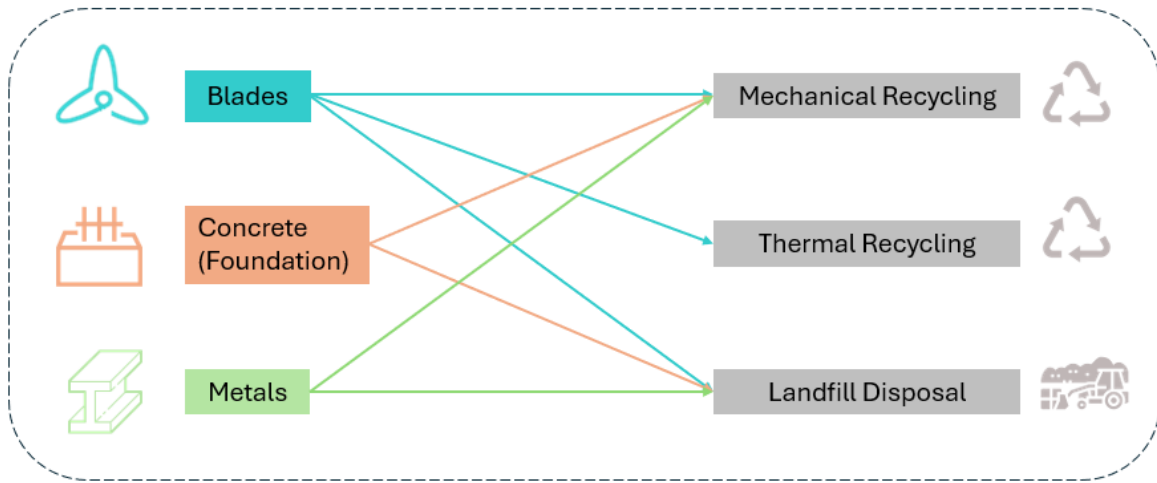 Blades
Mechanical Recycling
Concrete
(Foundation)
Thermal Recycling
Metals
Landfill Disposal